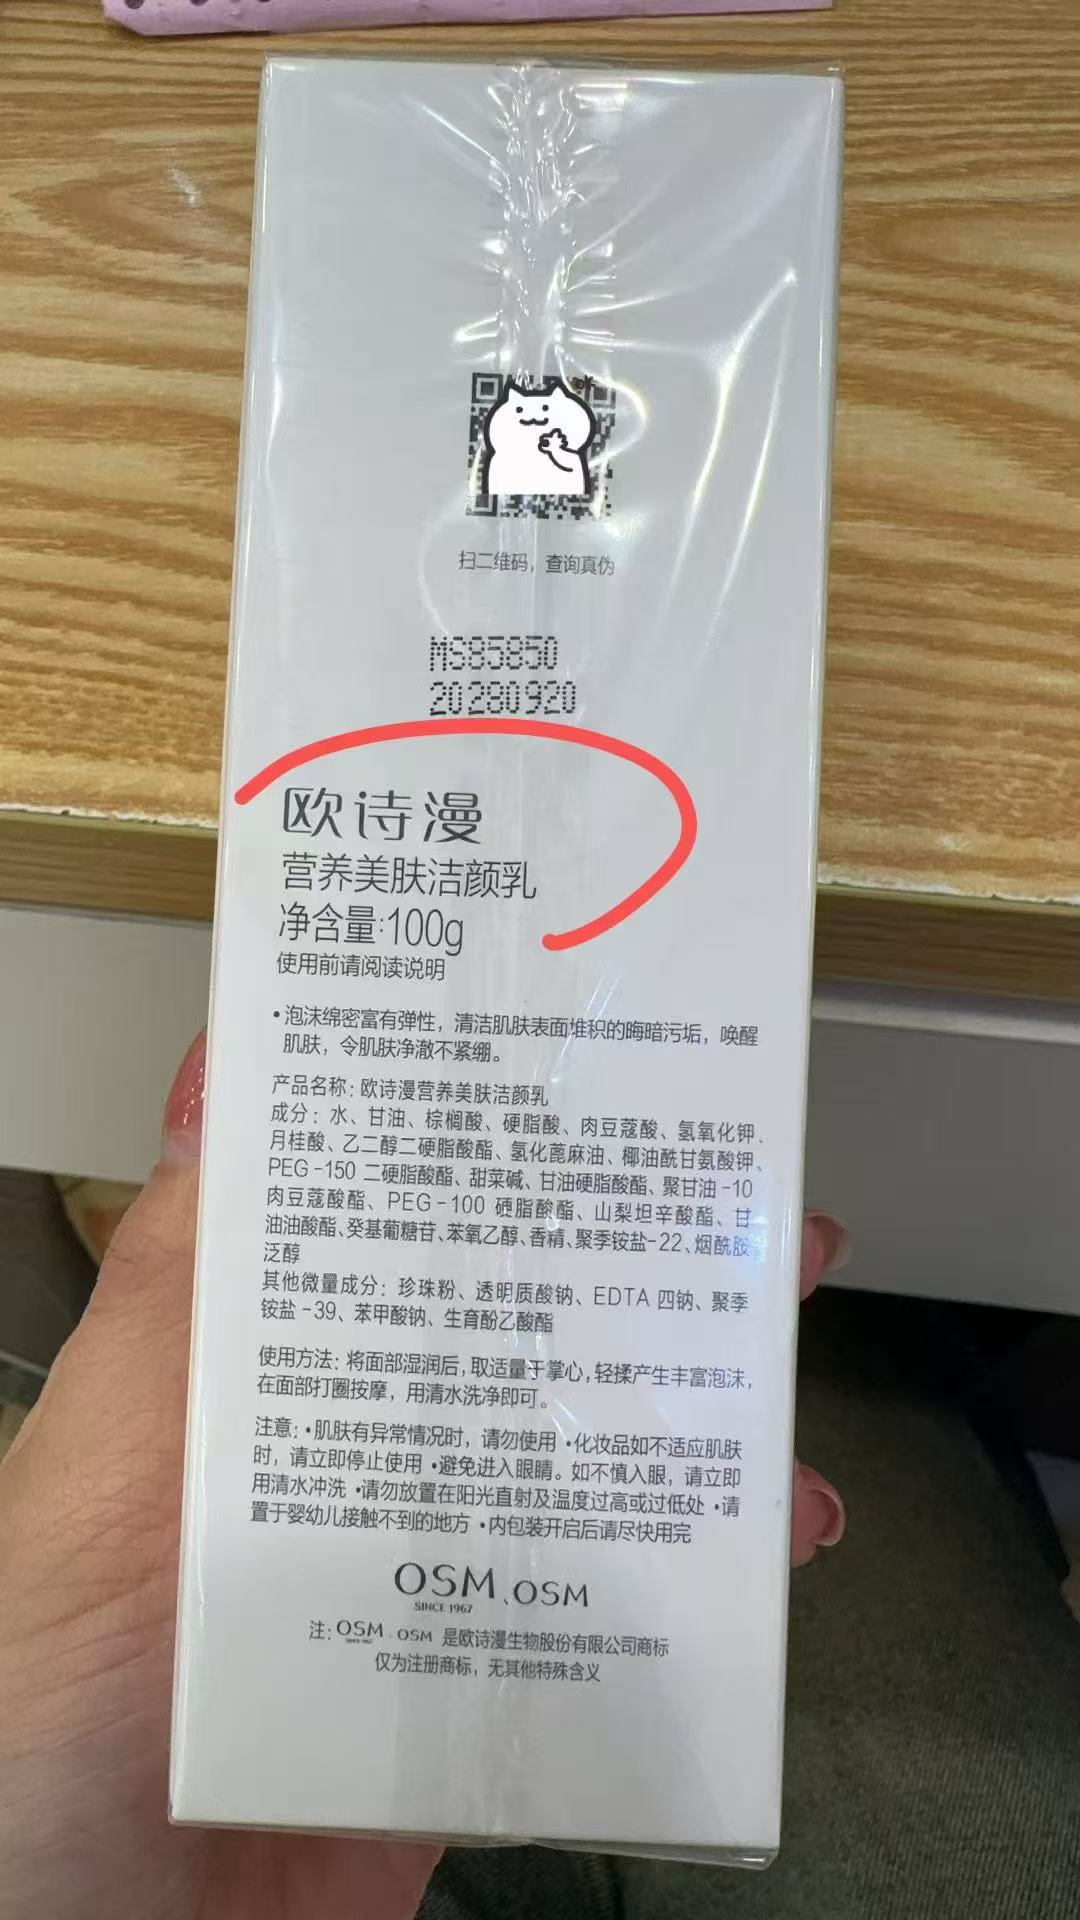 扫二维码，查询真伪
MS85850
20280920
欧诗漫
营养美肤洁颜乳
净含量:100g
使用前请阅读说明
•泡沫绵密富有弹性，清洁肌肤表面堆积的晦暗污垢，唤醒
肌肤，令肌肤净澈不紧绷。
产品名称：欧诗漫营养美肤洁颜乳
成分：水、甘油、棕榈酸、硬脂酸、肉豆蔻酸、氢氧化钾、
月桂酸、乙二醇二硬脂酸酯、氢化蓖麻油、椰油酰甘氨酸钾、
PEG-150 二硬脂酸酯、甜菜碱、甘油硬脂酸酯、聚甘油-10
肉豆蔻酸酯、PEG-100 硬脂酸酯、山梨坦辛酸酯、甘
油油酸酯、癸基葡糖苷、苯氧乙醇、香精、聚季铵盐-22、烟酰胺、
泛醇
其他微量成分：珍珠粉、透明质酸钠、EDTA 四钠、聚季
铵盐-39、苯甲酸钠、生育酚乙酸酯
使用方法：将面部湿润后，取适量于掌心，轻揉产生丰富泡沫，
在面部打圈按摩，用清水洗净即可。
注意：•肌肤有异常情况时，请勿使用 •化妆品如不适应肌肤
时，请立即停止使用 •避免进入眼睛。如不慎入眼，请立即
用清水冲洗 •请勿放置在阳光直射及温度过高或过低处 •请
置于婴幼儿接触不到的地方 •内包装开启后请尽快用完
OSM、OSM
SINCE 1967
注：OSM、OSM 是欧诗漫生物股份有限公司商标
仅为注册商标，无其他特殊含义